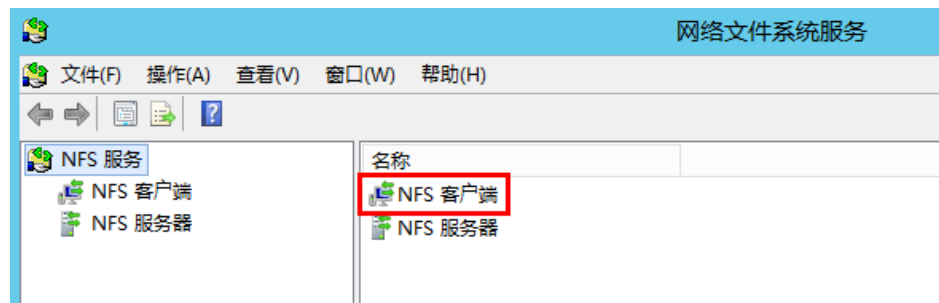 网络文件系统服务
文件(F) 操作(A) 查看(V) 窗口(W) 帮助(H)
NFS 服务
NFS 客户端
NFS 服务器
名称
NFS 客户端
NFS 服务器